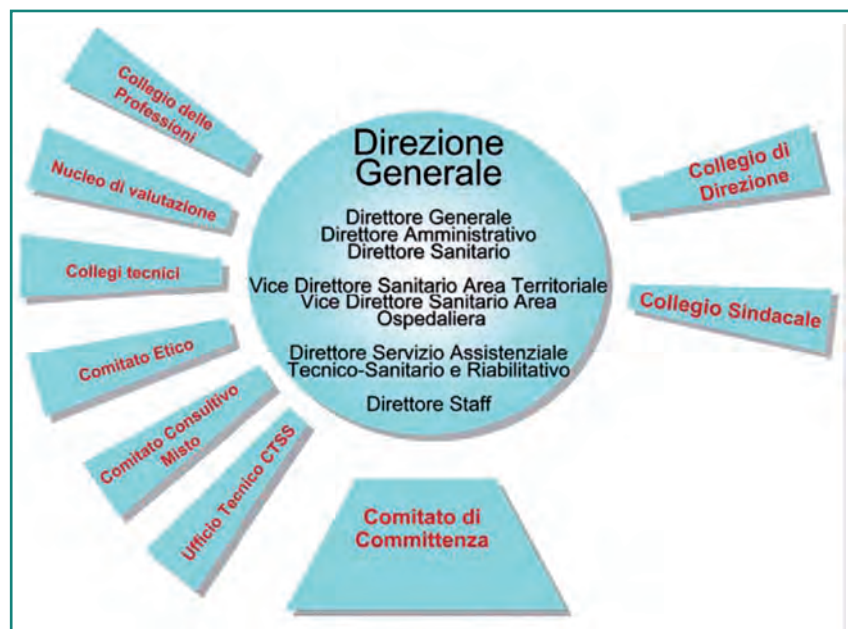 Collegio delle
Professioni
Nucleo di valutazione
Collegi tecnici
Comitato Etico
Comitato Consultivo
Misto
Ufficio Tecnico CTSS
Direzione
Generale
Direttore Generale
Direttore Amministrativo
Direttore Sanitario
Vice Direttore Sanitario Area Territoriale
Vice Direttore Sanitario Area
Ospedaliera
Direttore Servizio Assistenziale
Tecnico-Sanitario e Riabilitativo
Direttore Staff
Collegio di
Direzione
Collegio Sindacale
Comitato di
Committenza